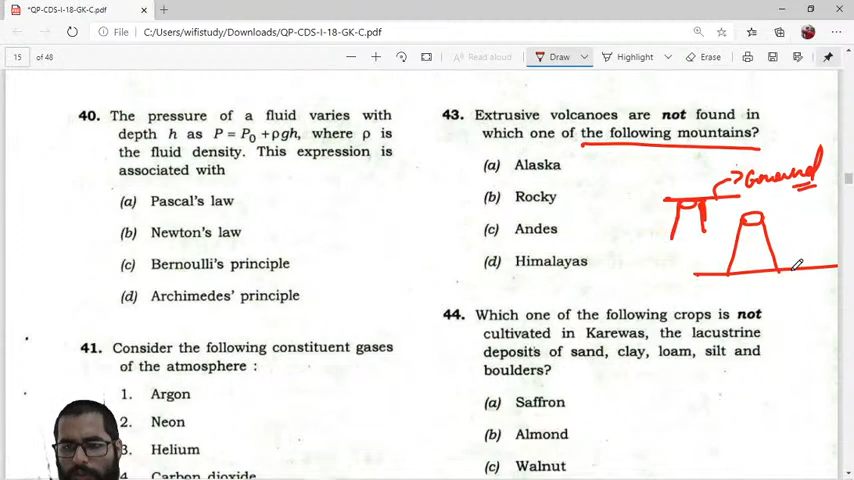 *QP-CDS-I-18-GK-C.pdf
File
C:/Users/wifistudy/Downloads/QP-CDS-I-18-GK-C.pdf
15 of 48
Read aloud
Draw
Highlight
Erase
40. The pressure of a fluid varies with
depth h as P = P₀ + ρgh, where ρ is
the fluid density. This expression is
associated with
(a) Pascal's law
(b) Newton's law
(c) Bernoulli's principle
(d) Archimedes' principle
41. Consider the following constituent gases
of the atmosphere :
1. Argon
2. Neon
3. Helium
4. Carbon dioxide
43. Extrusive volcanoes are not found in
which one of the following mountains?
(a) Alaska
(b) Rocky
(c) Andes
(d) Himalayas
44. Which one of the following crops is not
cultivated in Karewas, the lacustrine
deposits of sand, clay, loam, silt and
boulders?
(a) Saffron
(b) Almond
(c) Walnut